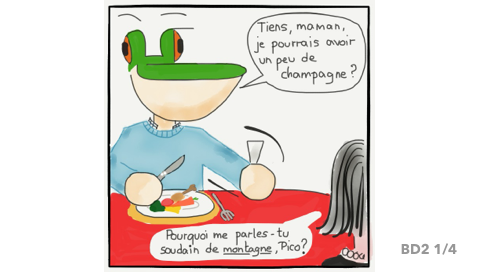 Tiens, maman,
je pourrais avoir
un peu de
champagne ?
Pourquoi me parles-tu
soudain de montagne, Pico?
BD2 1/4